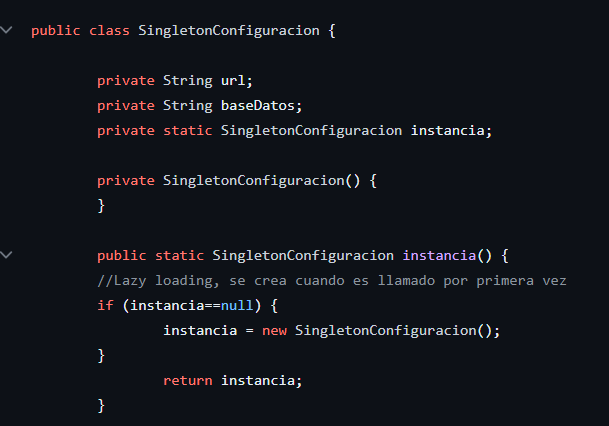 public class SingletonConfiguracion {
private String url;
private String baseDatos;
private static SingletonConfiguracion instancia;
private SingletonConfiguracion() {
}
public static SingletonConfiguracion instancia() {
//Lazy loading, se crea cuando es llamado por primera vez
if (instancia==null) {
instancia = new SingletonConfiguracion();
}
return instancia;
}